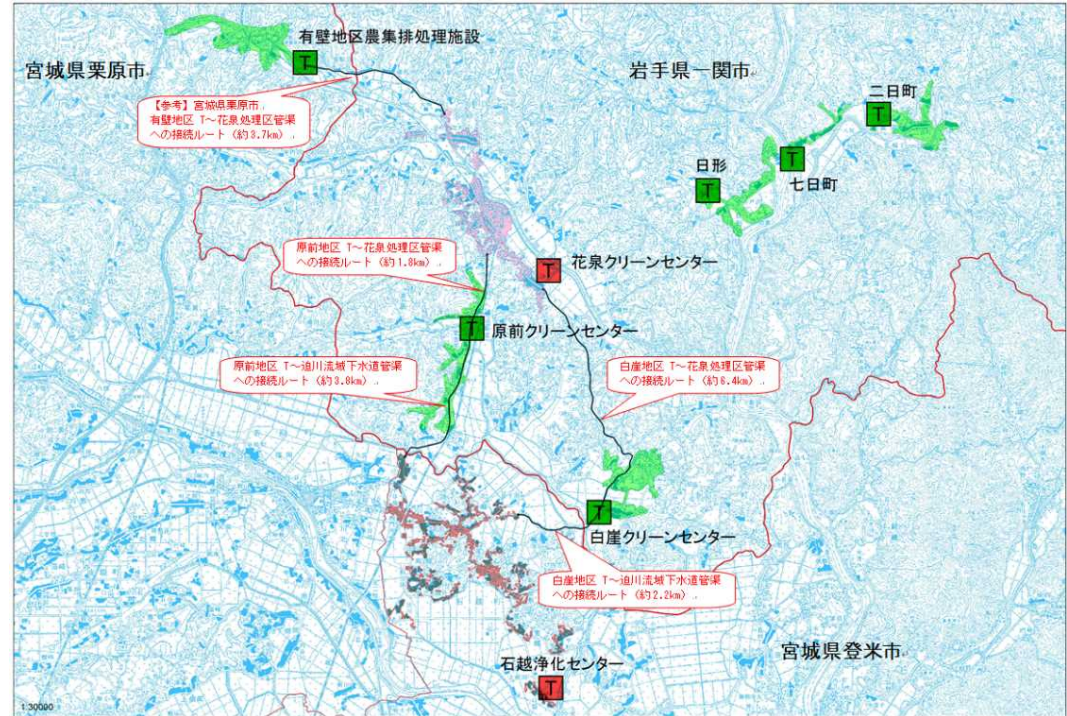 有壁地区農集排処理施設
T
宮城県栗原市
岩手県一関市
【参考】宮城県栗原市
有壁地区 T～花泉処理区管渠
への接続ルート（約3.7km）
二日町
T
日形
T
七日町
T
原前地区 T～花泉処理区管渠
への接続ルート（約1.8km）
花泉クリーンセンター
T
原前クリーンセンター
T
原前地区 T～迫川流域下水道管渠
への接続ルート（約3.8km）
白崖地区 T～花泉処理区管渠
への接続ルート（約6.4km）
T
白崖クリーンセンター
白崖地区 T～迫川流域下水道管渠
への接続ルート（約2.2km）
石越浄化センター
T
宮城県登米市
1:30000